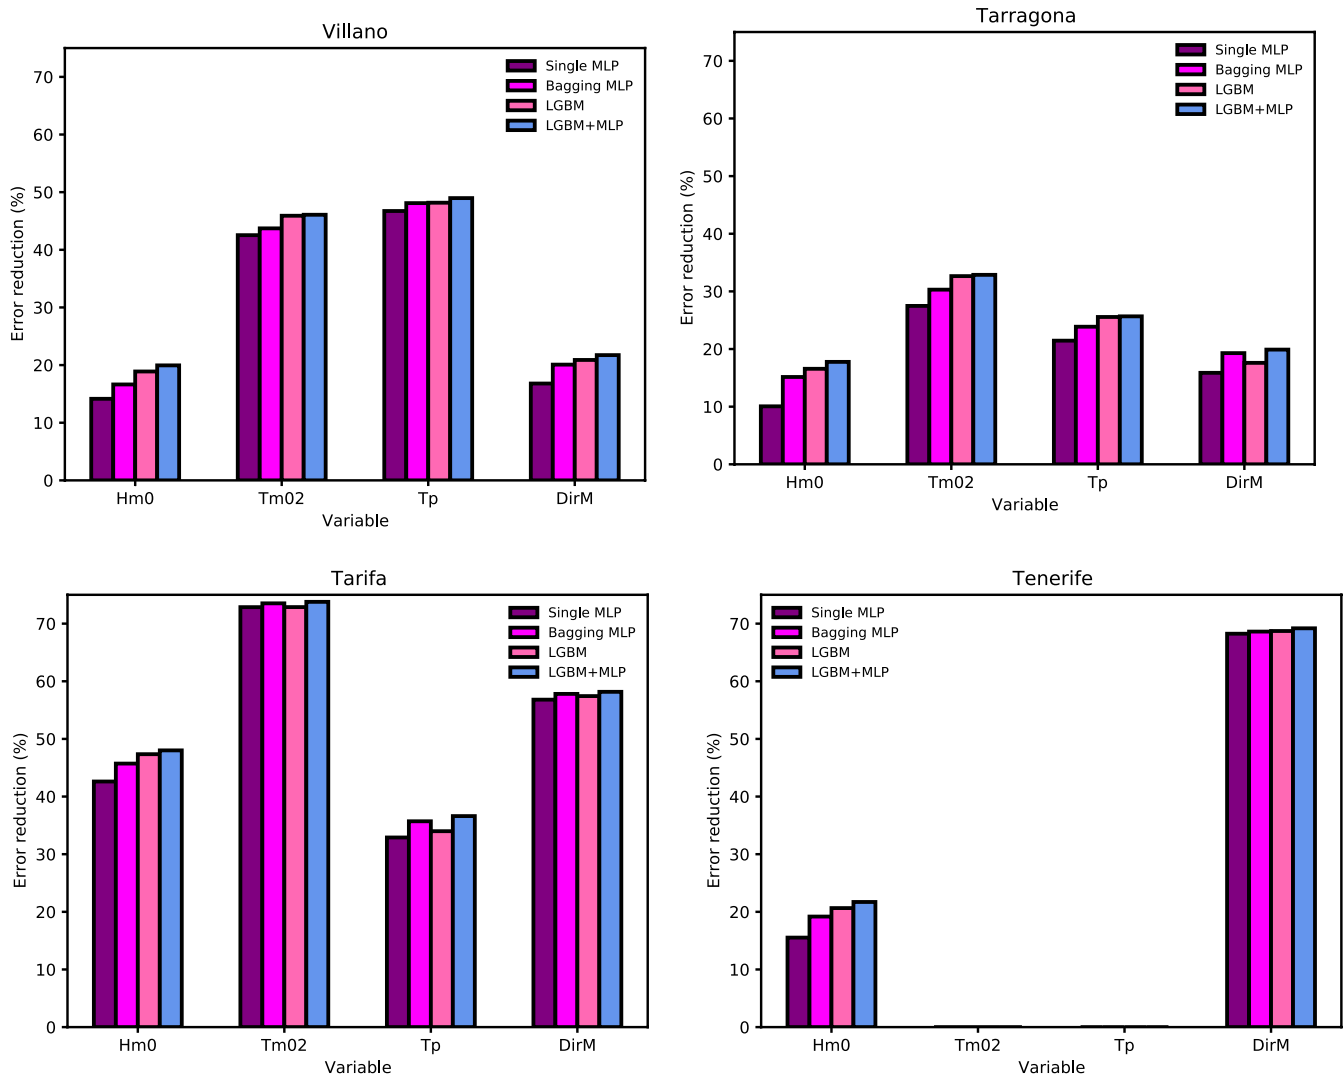 Villano
Error reduction (%)
70
60
50
40
30
20
10
0
Single MLP
Bagging MLP
LGBM
LGBM+MLP
Hm0 Tm02 Tp DirM
Variable
Tarragona
Error reduction (%)
70
60
50
40
30
20
10
0
Single MLP
Bagging MLP
LGBM
LGBM+MLP
Hm0 Tm02 Tp DirM
Variable
Tarifa
Error reduction (%)
70
60
50
40
30
20
10
0
Single MLP
Bagging MLP
LGBM
LGBM+MLP
Hm0 Tm02 Tp DirM
Variable
Tenerife
Error reduction (%)
70
60
50
40
30
20
10
0
Single MLP
Bagging MLP
LGBM
LGBM+MLP
Hm0 Tm02 Tp DirM
Variable